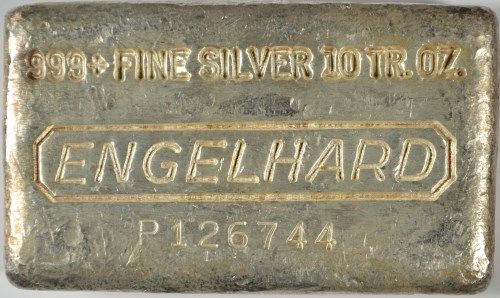 999+ FINE SILVER 10 TR. OZ.
ENGELHARD
P126744